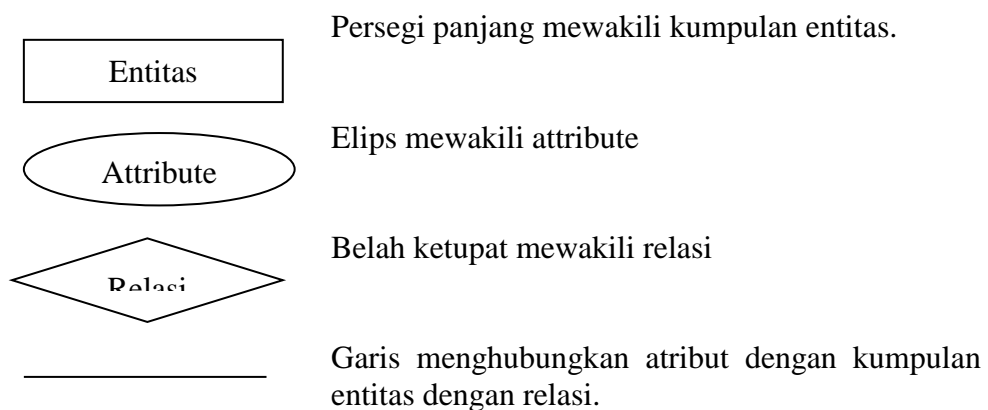 Persegi panjang mewakili kumpulan entitas.
Entitas
Elips mewakili attribute
Attribute
Belah ketupat mewakili relasi
Relasi
Garis menghubungkan atribut dengan kumpulan
entitas dengan relasi.